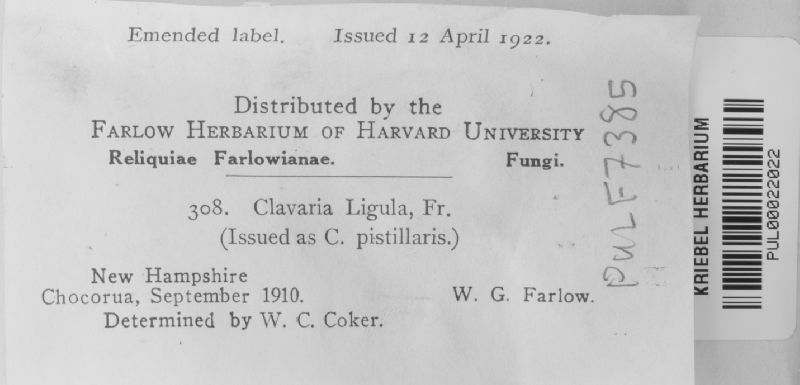 Emended label. Issued 12 April 1922.
Distributed by the
FARLOW HERBARIUM OF HARVARD UNIVERSITY
Reliquiae Farlowianae. Fungi.
308. Clavaria Ligula, Fr.
(Issued as C. pistillaris.)
New Hampshire
Chocorua, September 1910. W. G. Farlow.
Determined by W. C. Coker.
PUL F7385
KRIEBEL HERBARIUM
PUL00022022